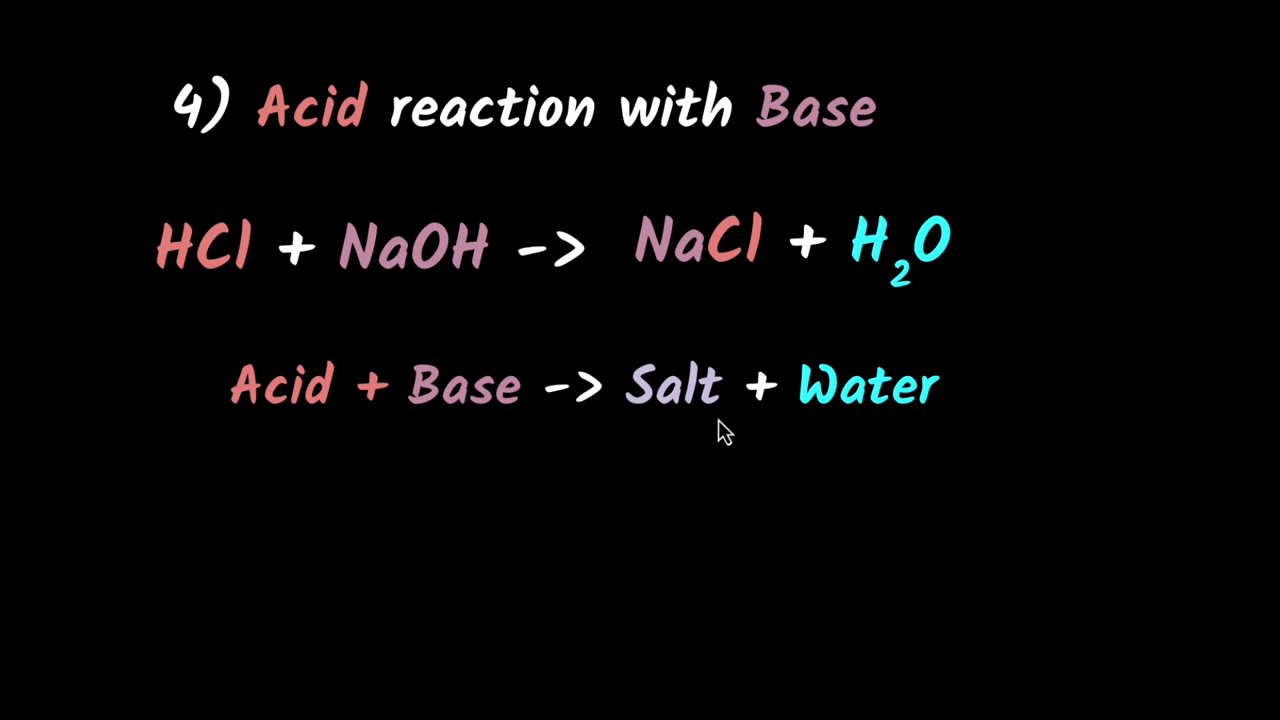 4) Acid reaction with Base
HCl + NaOH -> NaCl + H₂O
Acid + Base -> Salt + Water